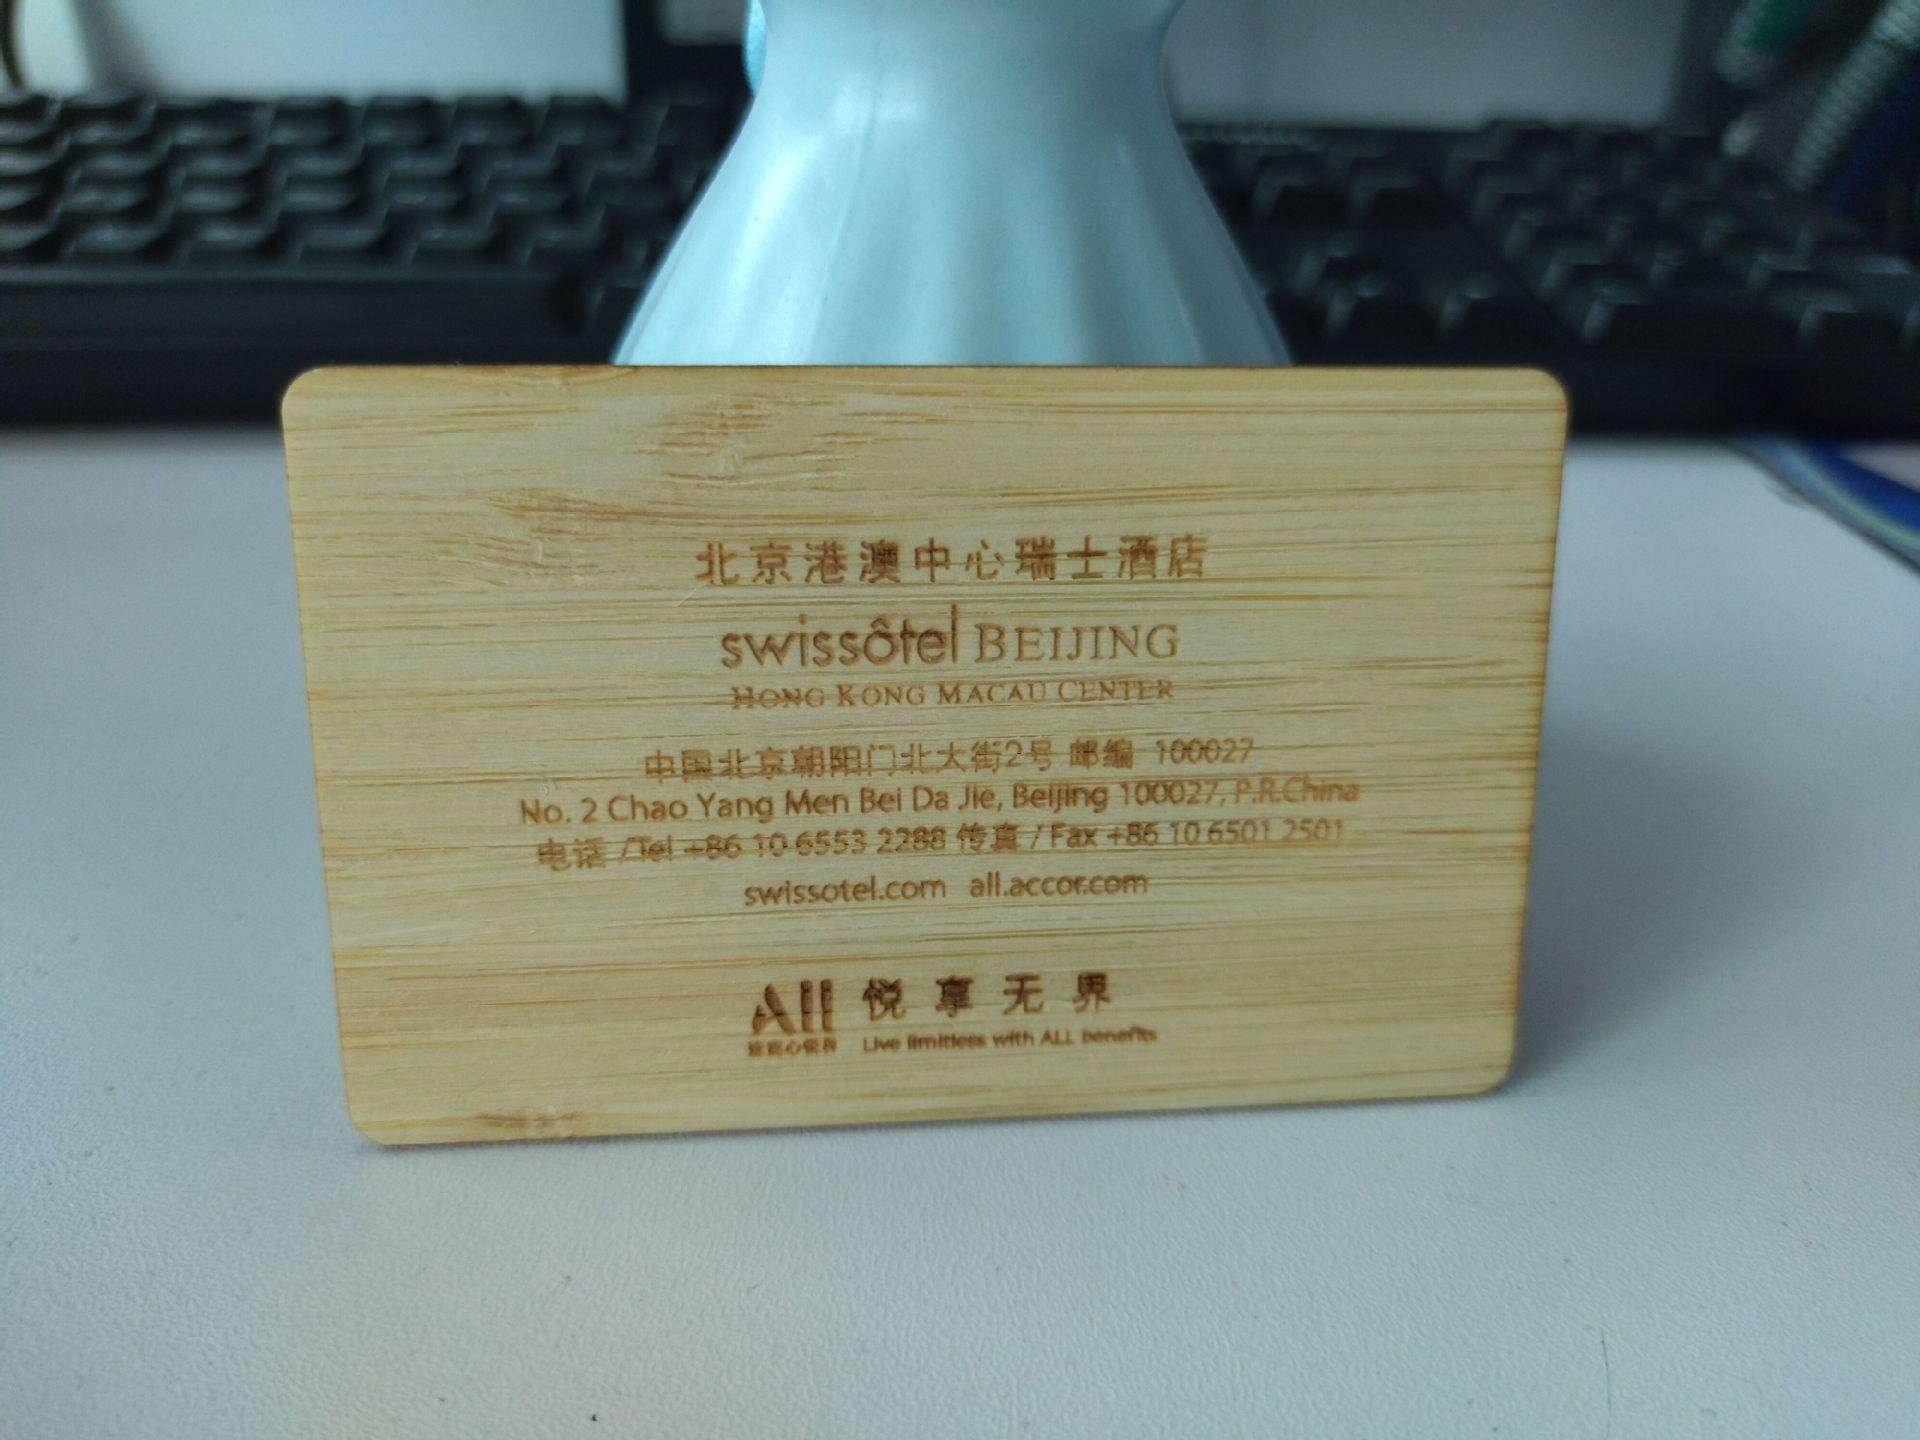 北京港澳中心瑞士酒店
swissôtel BEIJING
HONG KONG MACAU CENTER
中国北京朝阳门北大街2号 邮编 100027
No. 2 Chao Yang Men Bei Da Jie, Beijing 100027, P.R.China
电话 /Tel +86 10 6553 2288 传真 / Fax +86 10 6501 2501
swissotel.com all.accor.com
All 悦享无界
Live limitless with ALL benefits